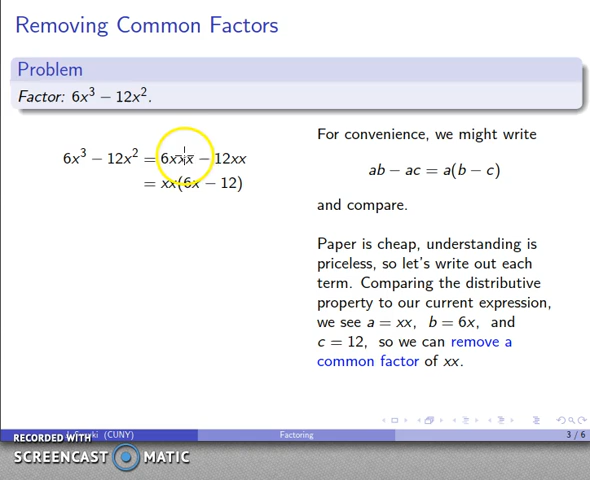 Removing Common Factors
Problem
Factor: 6x³ − 12x².
6x³ − 12x² = 6xxx − 12xx
= xx(6x − 12)
For convenience, we might write
ab − ac = a(b − c)
and compare.
Paper is cheap, understanding is
priceless, so let's write out each
term. Comparing the distributive
property to our current expression,
we see a = xx, b = 6x, and
c = 12, so we can remove a
common factor of xx.
(CUNY)
Factoring
3 / 6
RECORDED WITH
SCREENCAST MATIC